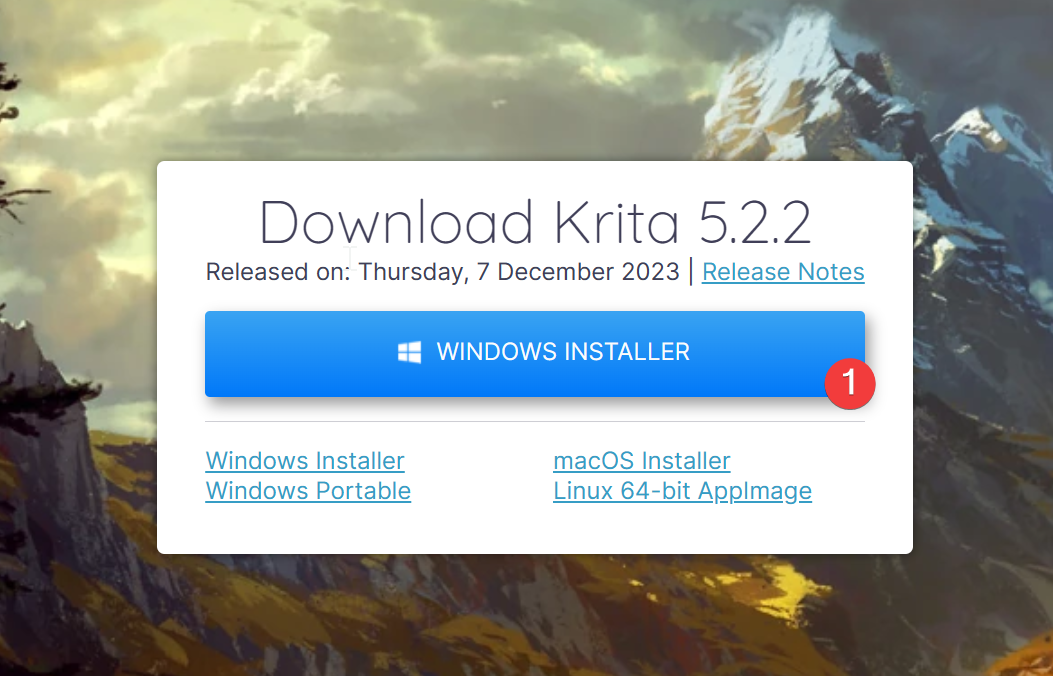 Download Krita 5.2.2
Released on: Thursday, 7 December 2023 | Release Notes
WINDOWS INSTALLER
1
Windows Installer
macOS Installer
Windows Portable
Linux 64-bit AppImage